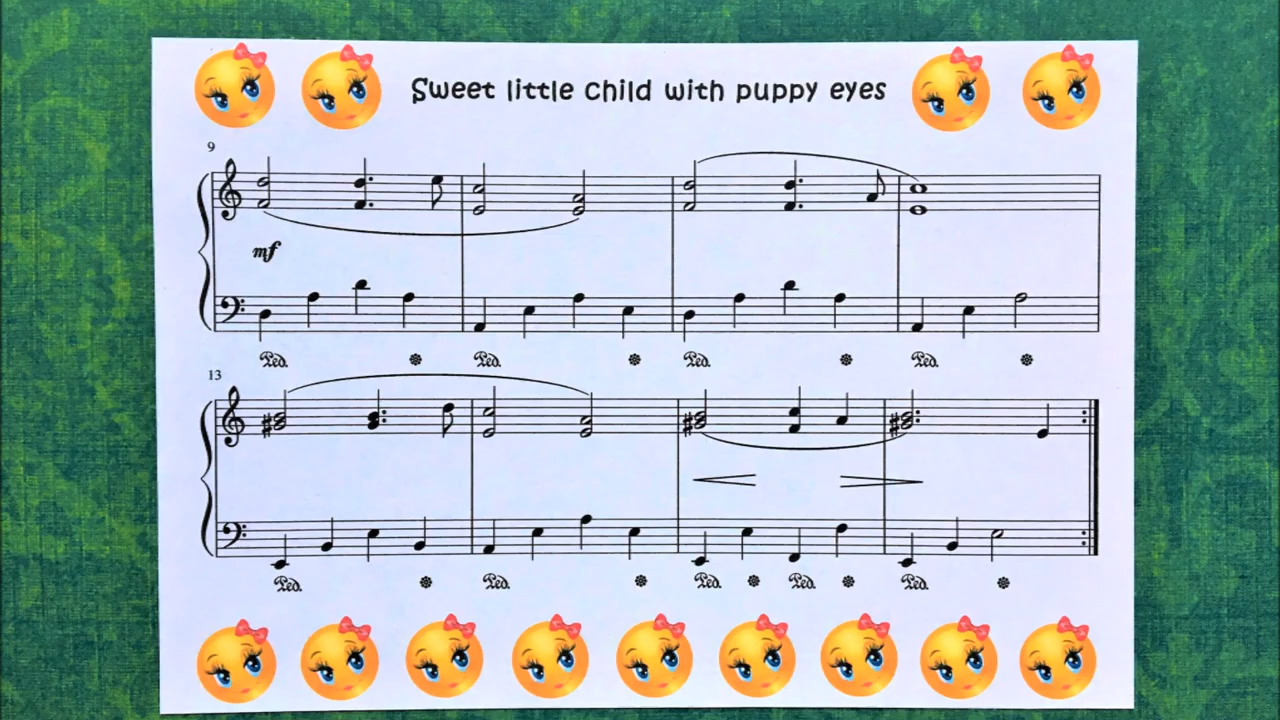 Sweet little child with puppy eyes
9
mf
Ped. Ped. Ped. Ped.
13
Ped. Ped. Ped. Ped. Ped.